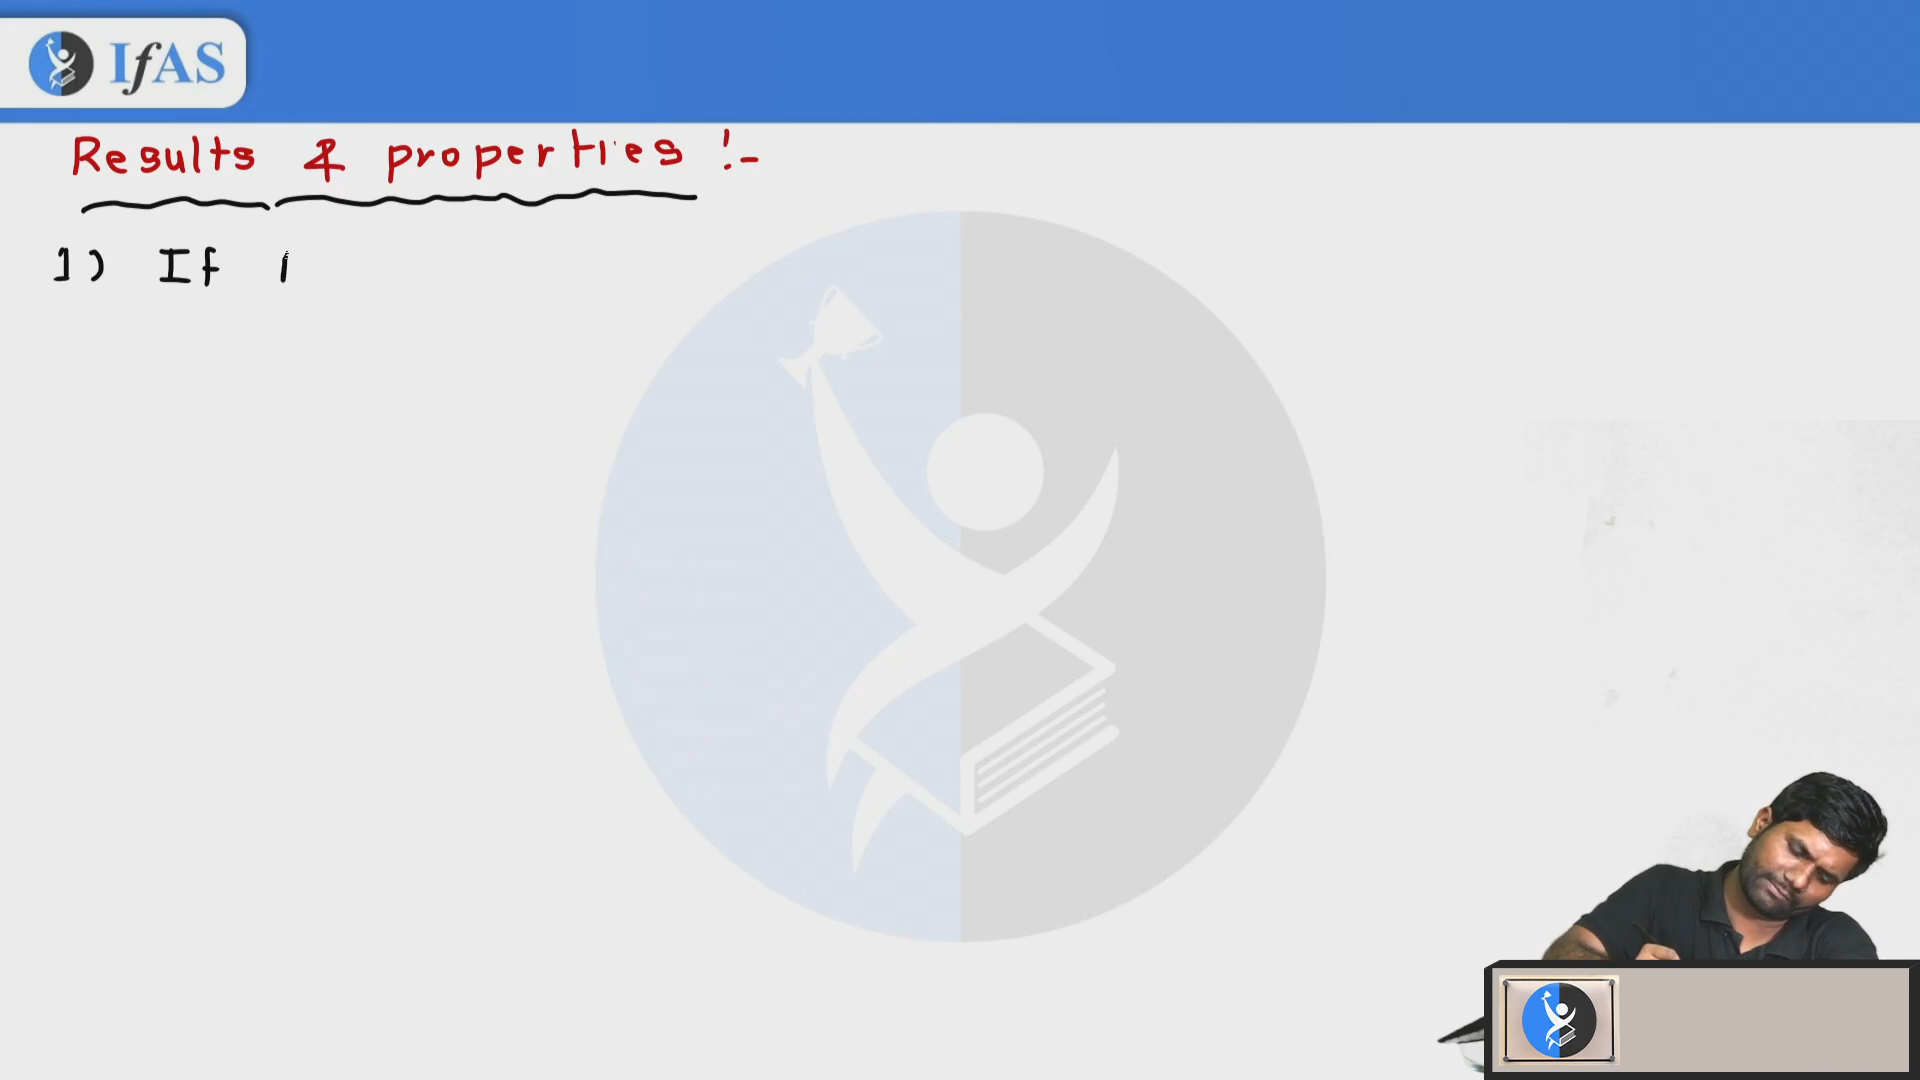 IfAS
Results & properties :-
1) If